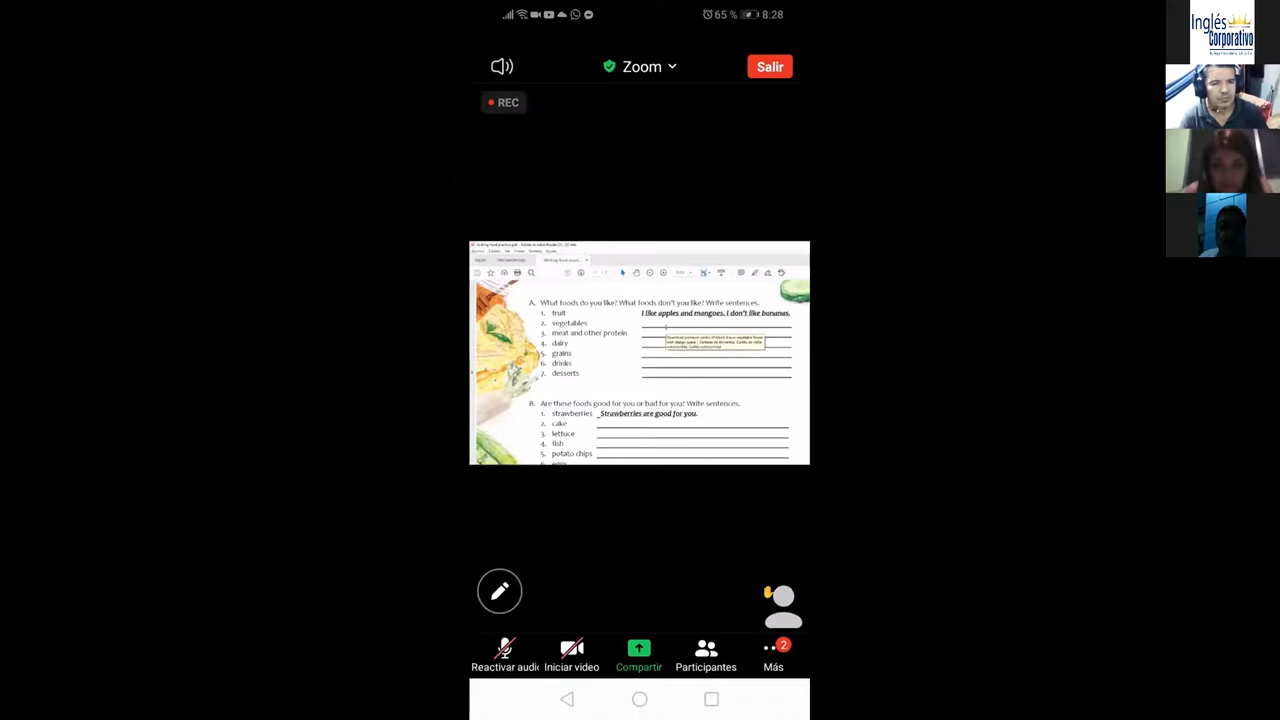 65 % 8:28
Inglés
Corporativo
Zoom
Salir
REC
A. What foods do you like? What foods don't you like? Write sentences.
1. fruit I like apples and mangoes. I don't like bananas.
2. vegetables
3. meat and other protein
4. dairy
5. grains
6. drinks
7. desserts
B. Are these foods good for you or bad for you? Write sentences.
1. strawberries _Strawberries are good for you.
2. cake
3. lettuce
4. fish
5. potato chips
6. eggs
2
Reactivar audi
Iniciar video
Compartir
Participantes
Más